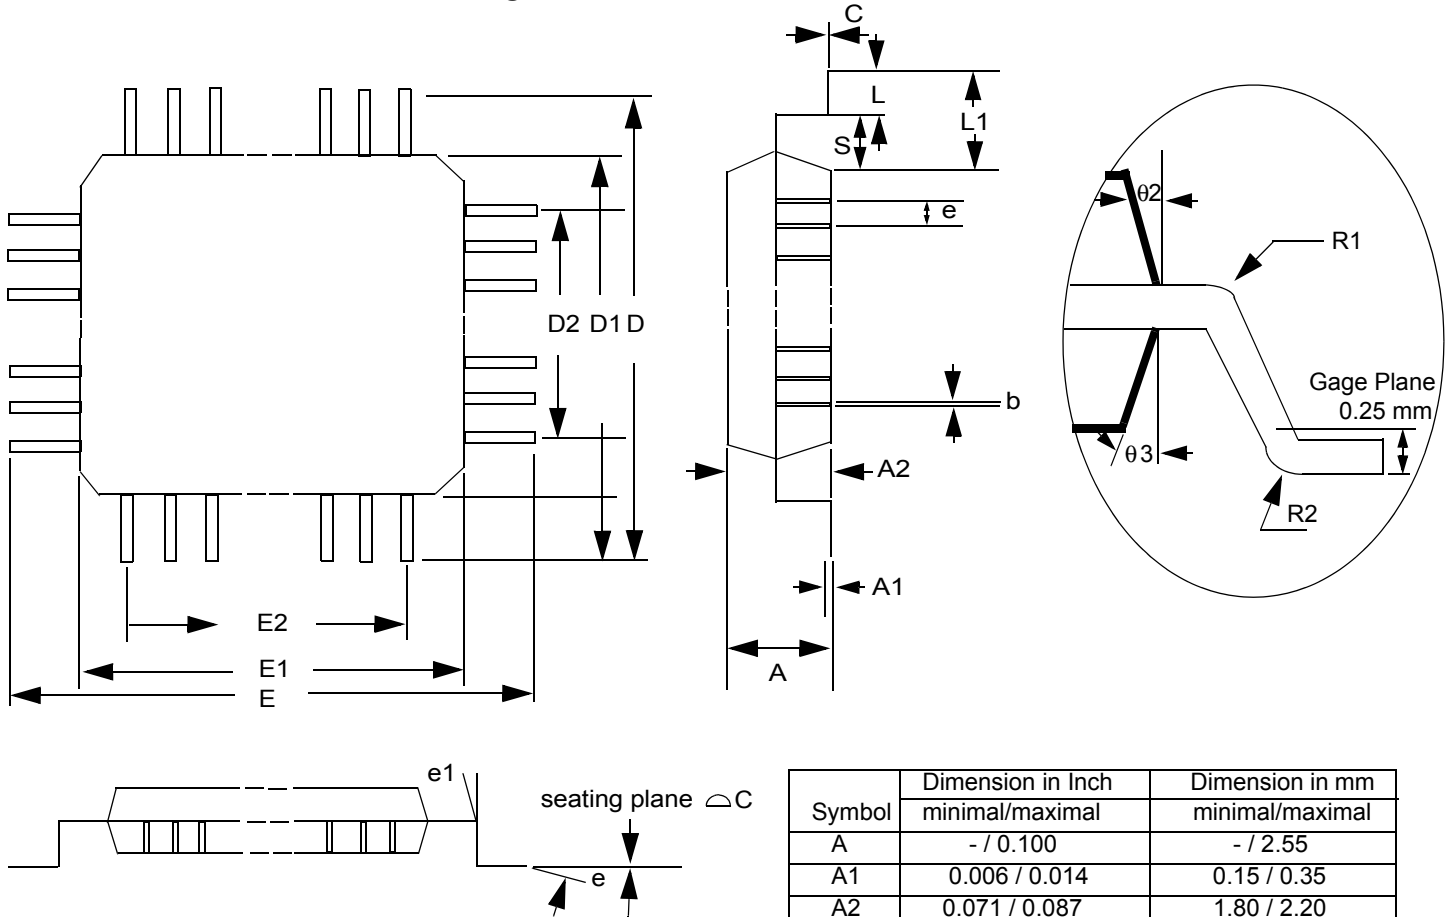 C
L
L1
S
e
θ2
R1
D2 D1 D
Gage Plane
0.25 mm
b
θ3
A2
R2
A1
E2
E1
A
E
e1
seating plane ⌓ C
e
Dimension in Inch Dimension in mm
Symbol minimal/maximal minimal/maximal
A - / 0.100 - / 2.55
A1 0.006 / 0.014 0.15 / 0.35
A2 0.071 / 0.087 1.80 / 2.20